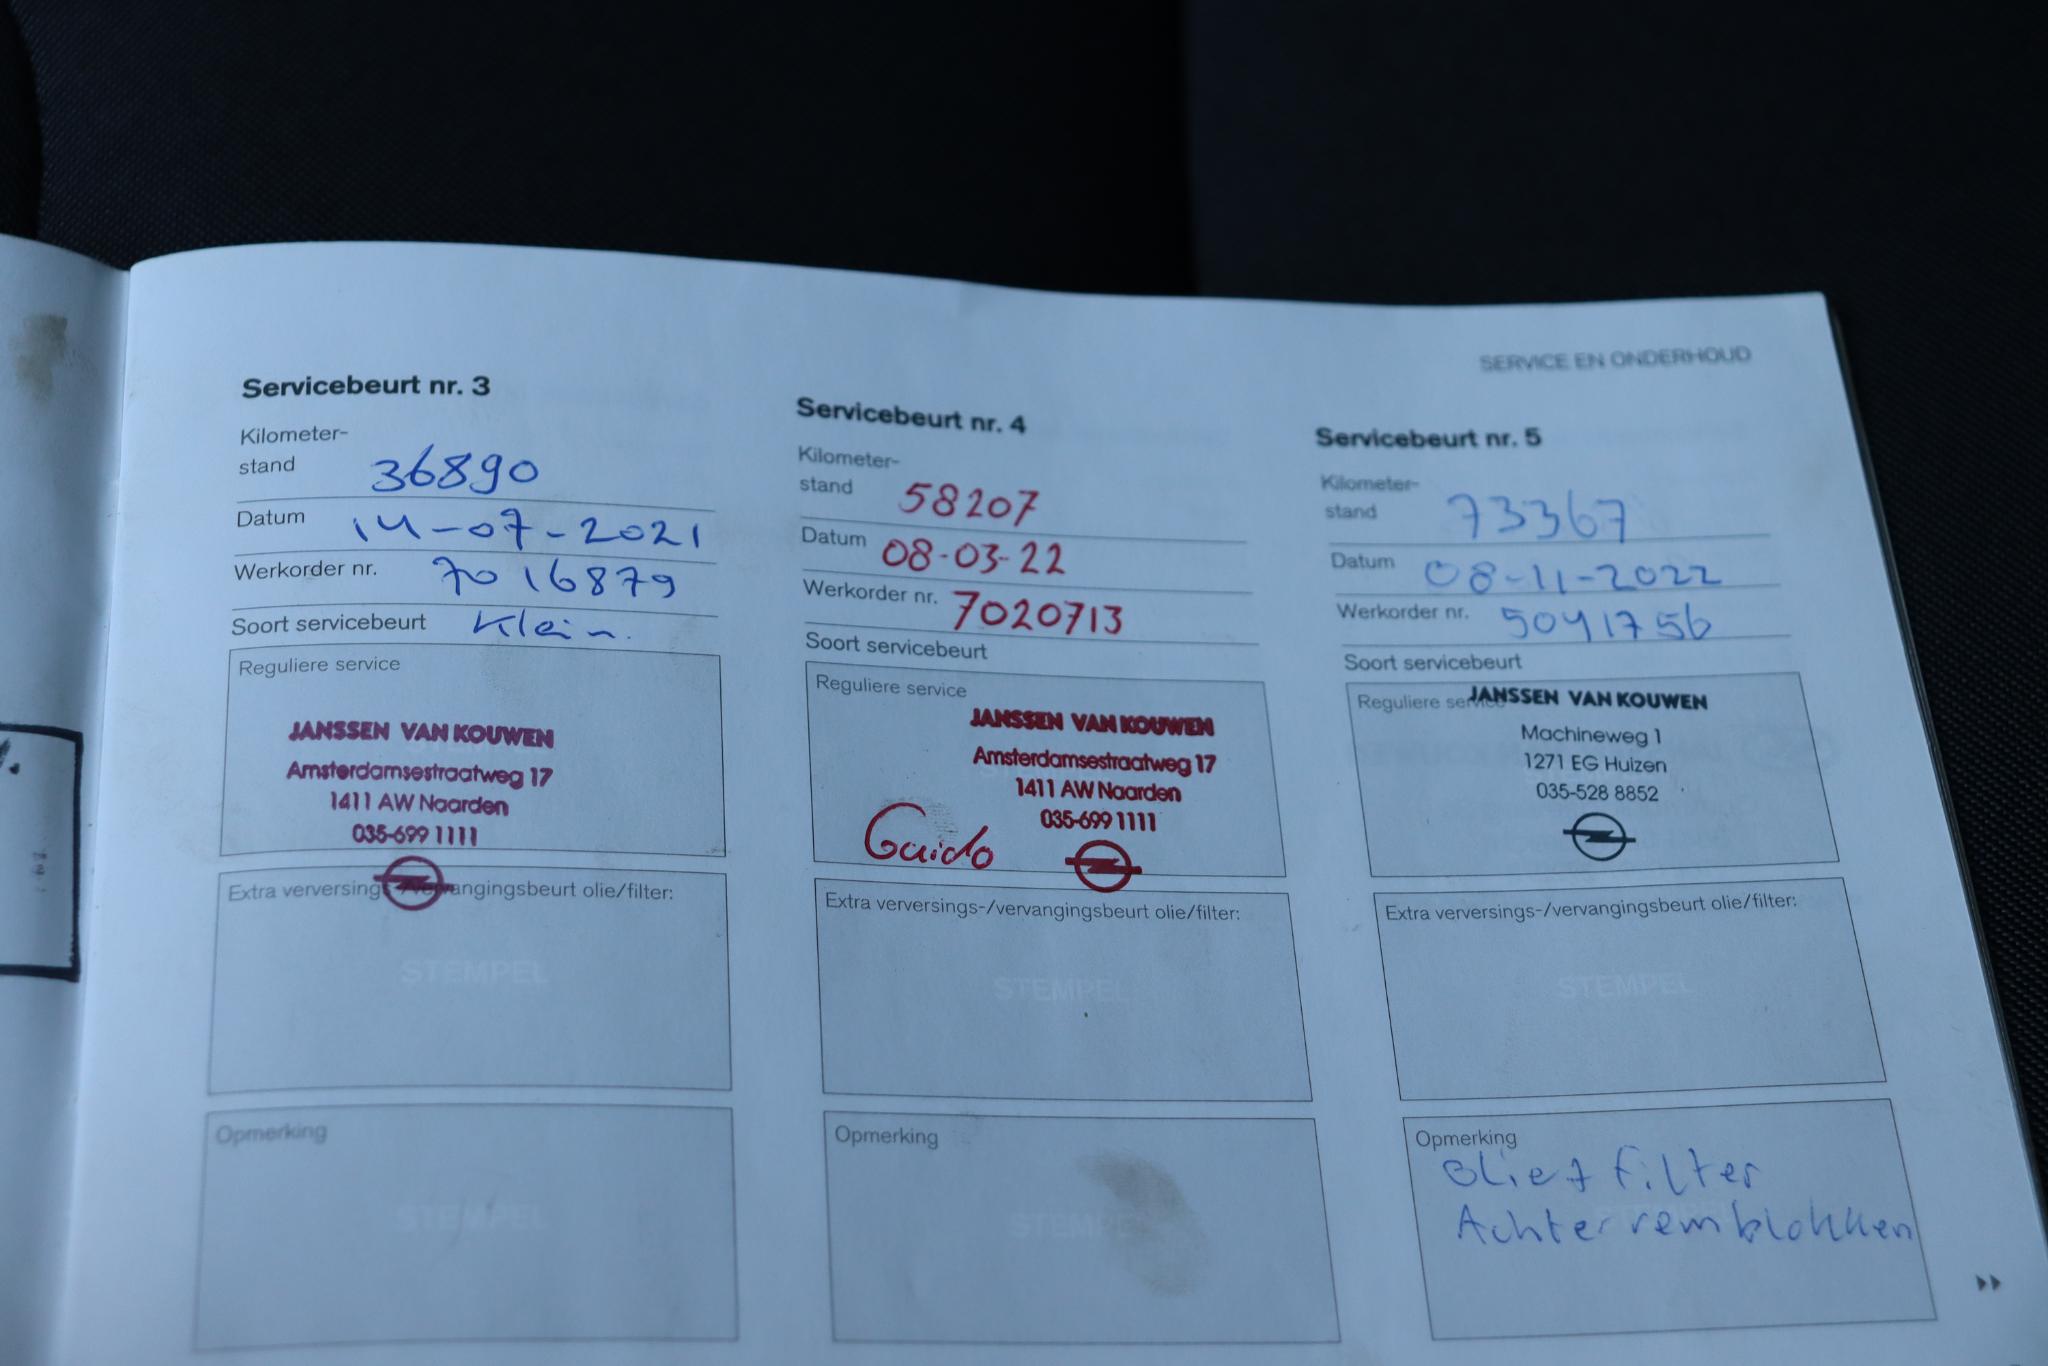 SERVICE EN ONDERHOUD
Servicebeurt nr. 3
Kilometer-
stand 36890
Datum 14-07-2021
Werkorder nr. 7016879
Soort servicebeurt Klein.
Reguliere service
JANSSEN VAN KOUWEN
Amsterdamsestraatweg 17
1411 AW Naarden
035-699 1111
Extra verversings-/vervangingsbeurt olie/filter:
STEMPEL
Opmerking
STEMPEL
Servicebeurt nr. 4
Kilometer-
stand 58207
Datum 08-03-22
Werkorder nr. 7020713
Soort servicebeurt
Reguliere service
JANSSEN VAN KOUWEN
Amsterdamsestraatweg 17
1411 AW Naarden
035-699 1111
Guido
Extra verversings-/vervangingsbeurt olie/filter:
STEMPEL
Opmerking
STEMPEL
Servicebeurt nr. 5
Kilometer-
stand 73367
Datum 08-11-2022
Werkorder nr. 5041756
Soort servicebeurt
Reguliere service
JANSSEN VAN KOUWEN
Machineweg 1
1271 EG Huizen
035-528 8852
Extra verversings-/vervangingsbeurt olie/filter:
STEMPEL
Opmerking
Olie + filter
Achter remblokken